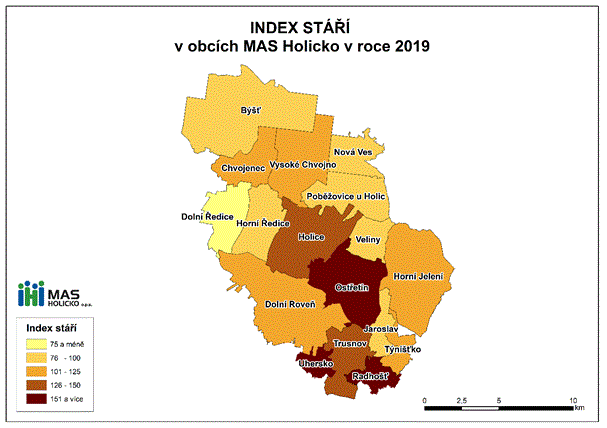 INDEX STÁŘÍ
v obcích MAS Holicko v roce 2019
Býšť
Nová Ves
Chvojenec
Vysoké Chvojno
Poběžovice u Holic
Dolní Ředice
Horní Ředice
Holice
Veliny
Ostřetín
Horní Jelení
Dolní Roveň
Jaroslav
Trusnov
Týnišťko
Uhersko
Radhošť
MAS
HOLICKO o.p.s.
Index stáří
75 a méně
76 - 100
101 - 125
126 - 150
151 a více
0 2,5 5 10
km